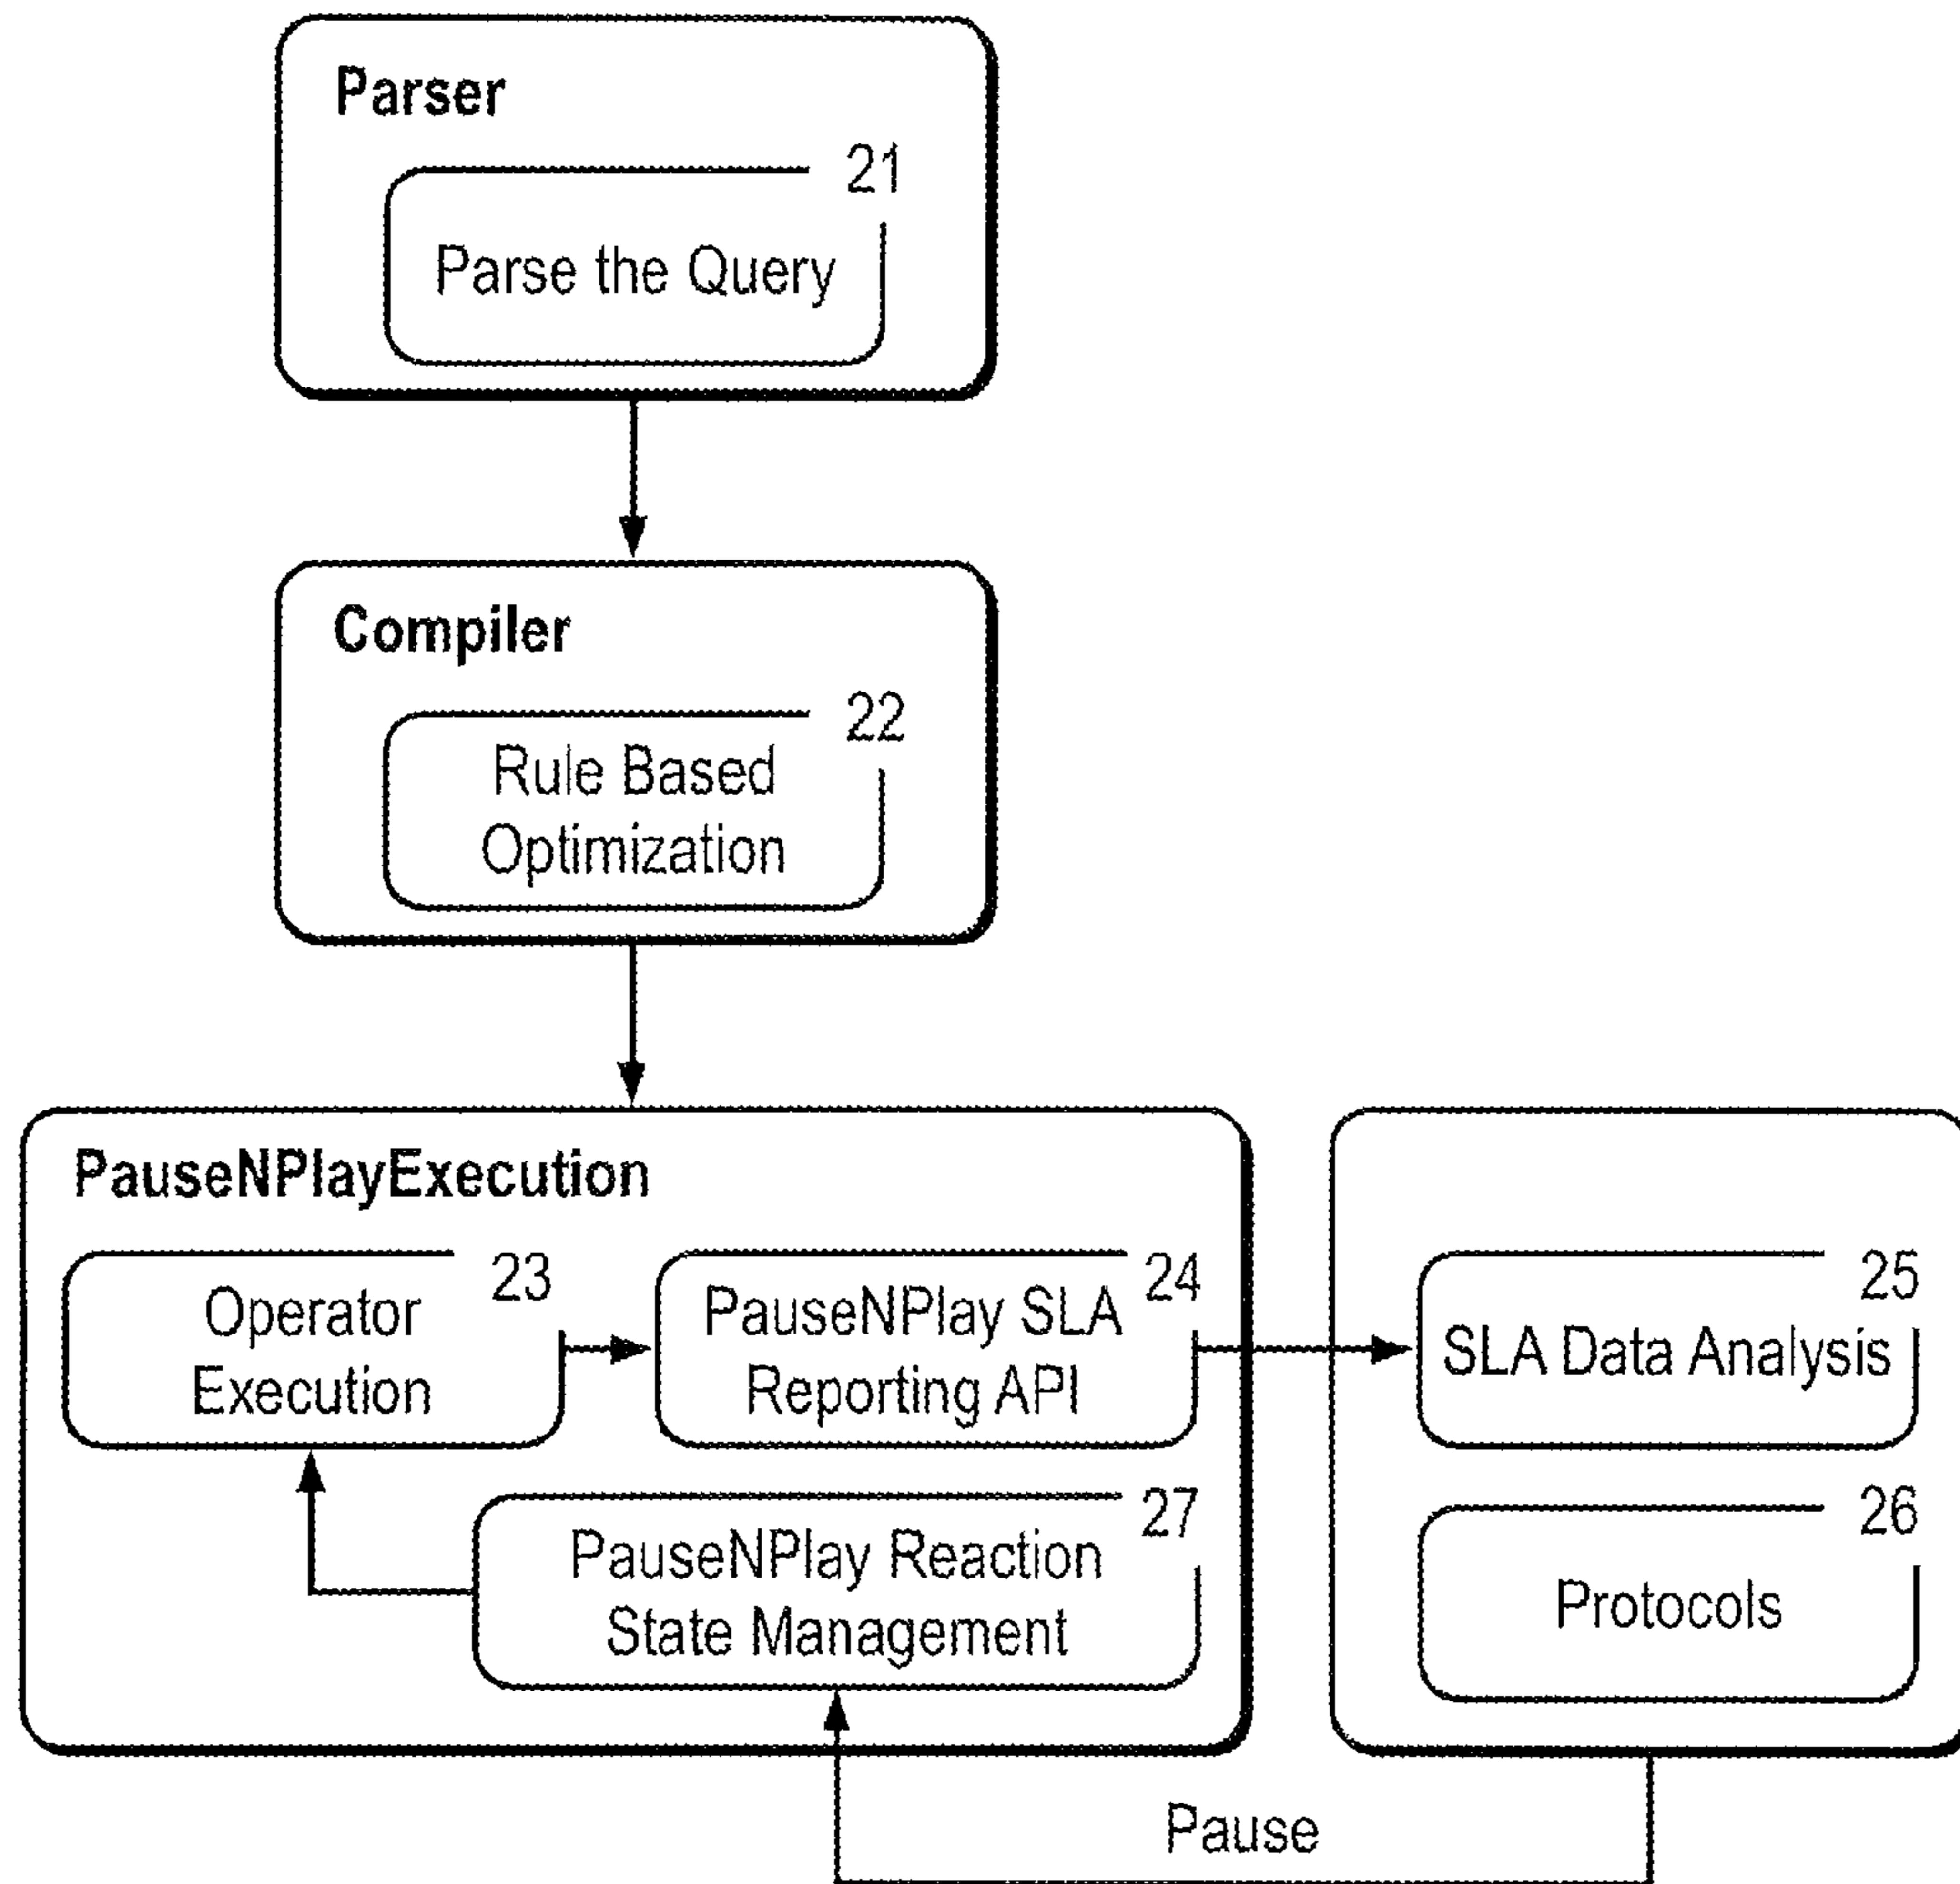 Parser
21
Parse the Query
Compiler
22
Rule Based
Optimization
PauseNPlayExecution
23
Operator
Execution
24
PauseNPlay SLA
Reporting API
25
SLA Data Analysis
27
PauseNPlay Reaction
State Management
26
Protocols
Pause